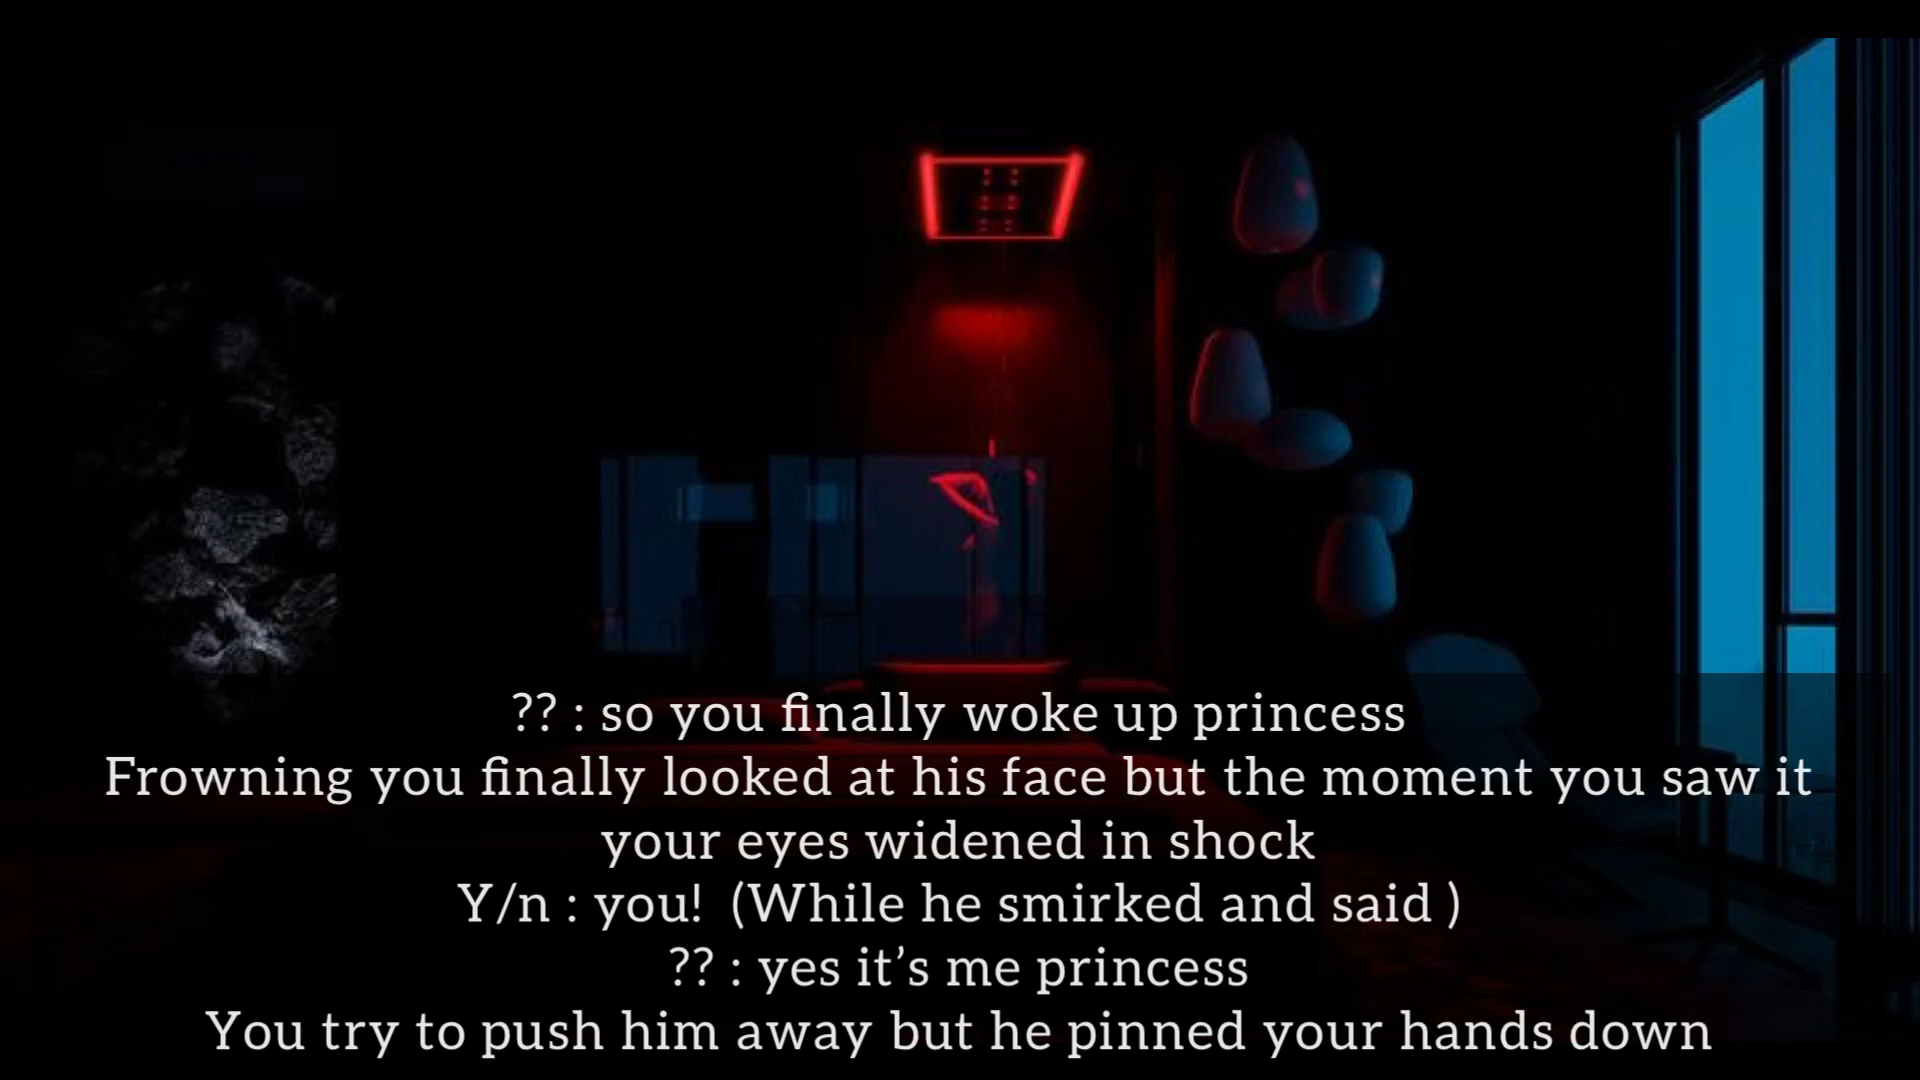 ?? : so you finally woke up princess
Frowning you finally looked at his face but the moment you saw it
your eyes widened in shock
Y/n : you!  (While he smirked and said )
?? : yes it’s me princess
You try to push him away but he pinned your hands down